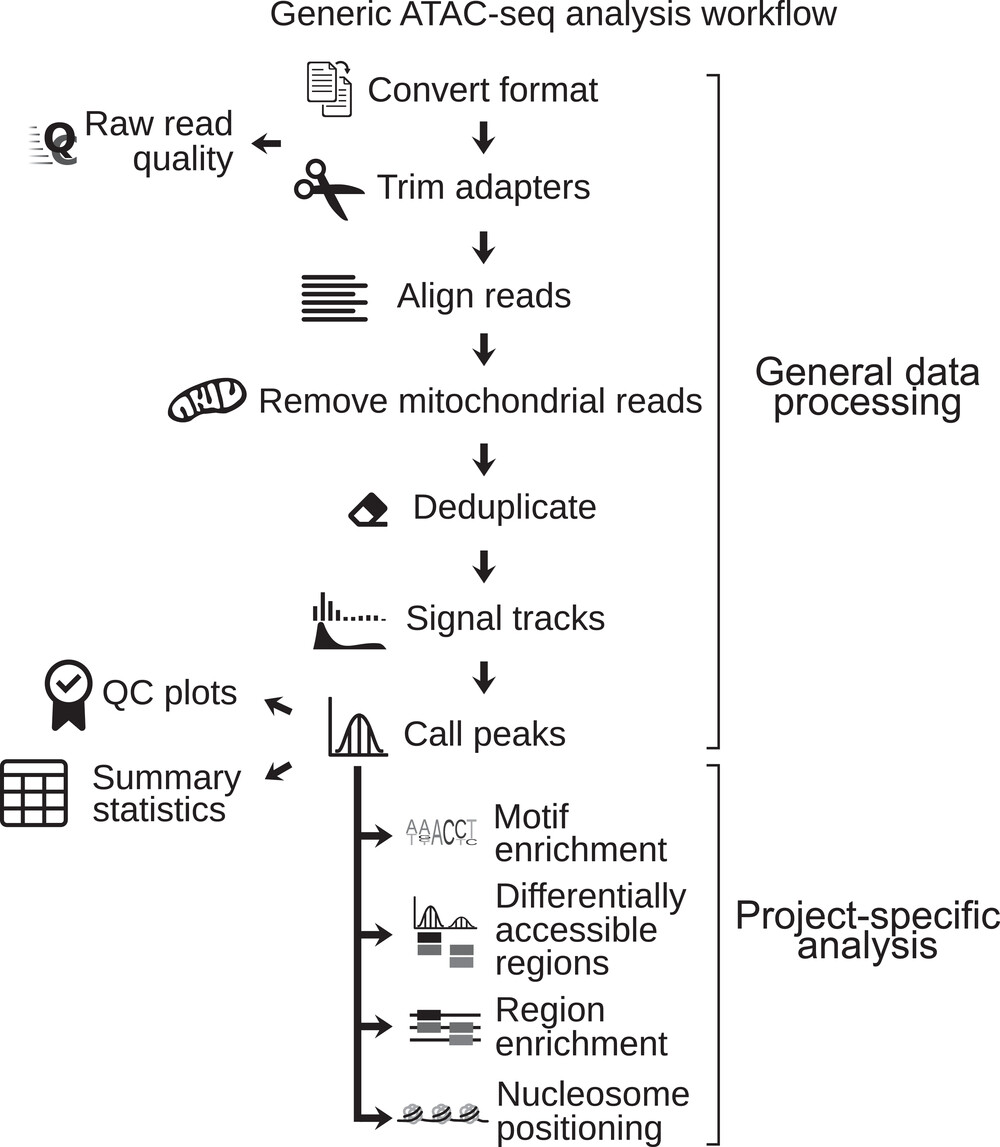 Generic ATAC-seq analysis workflow
Convert format
Raw read
quality
Q
C
Trim adapters
Align reads
Remove mitochondrial reads
General data
processing
Deduplicate
Signal tracks
QC plots
Call peaks
Summary
statistics
Motif
enrichment
Differentially
accessible
regions
Project-specific
analysis
Region
enrichment
Nucleosome
positioning